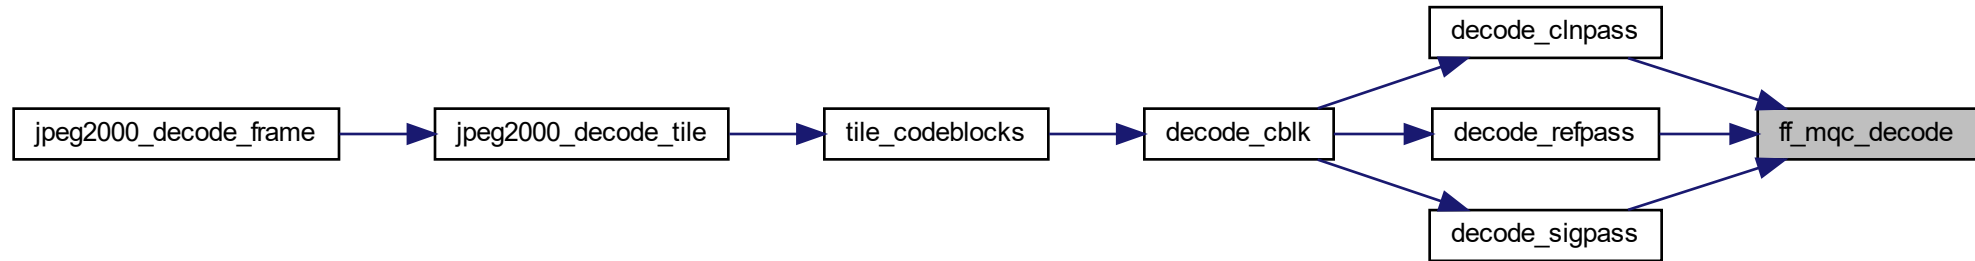 decode_clnpass
jpeg2000_decode_frame
jpeg2000_decode_tile
tile_codeblocks
decode_cblk
decode_refpass
ff_mqc_decode
decode_sigpass